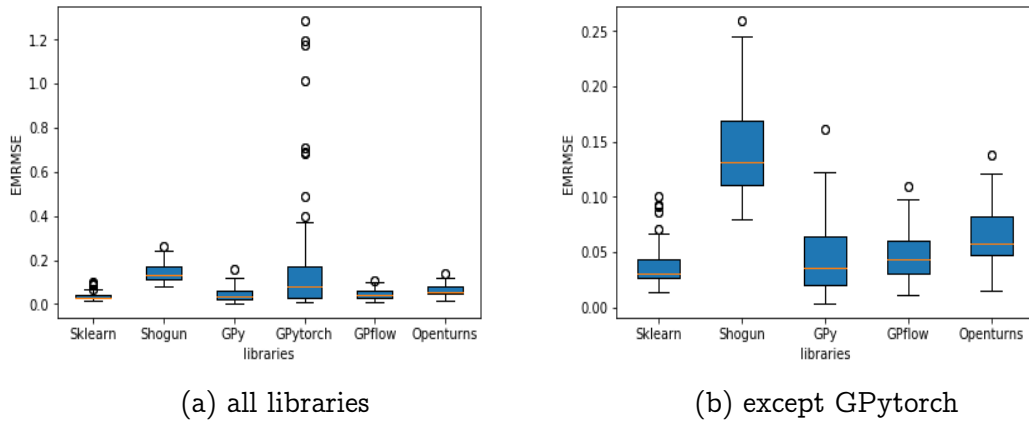 EMRMSE
1.2
1.0
0.8
0.6
0.4
0.2
0.0
Sklearn Shogun GPy GPytorch GPflow Openturns
libraries
(a) all libraries
EMRMSE
0.25
0.20
0.15
0.10
0.05
0.00
Sklearn Shogun GPy GPflow Openturns
libraries
(b) except GPytorch